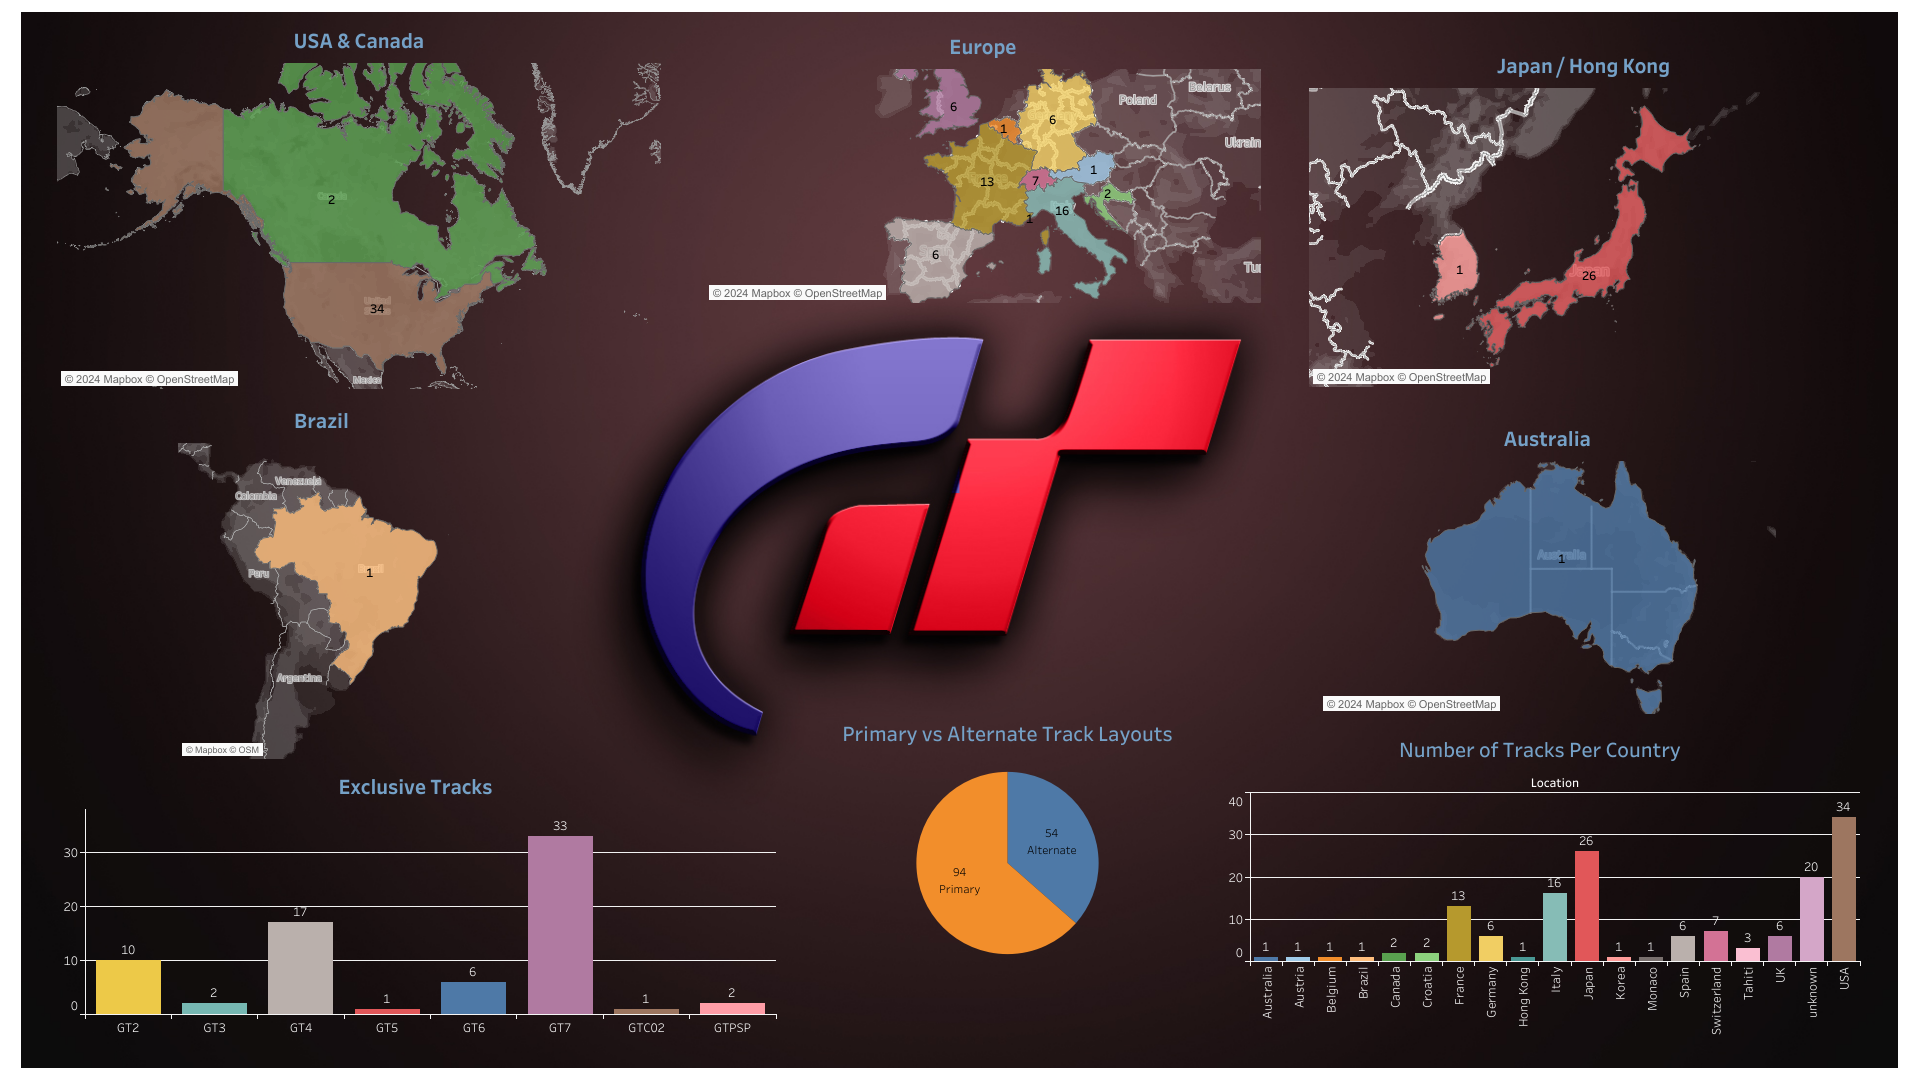 USA & Canada
2
34
Mexico
© 2024 Mapbox © OpenStreetMap
Europe
Belarus
Poland
6
1
6
Ukrain
13
7
1
2
1
16
6
Tur
© 2024 Mapbox © OpenStreetMap
Japan / Hong Kong
1
26
© 2024 Mapbox © OpenStreetMap
Brazil
Venezuela
Colombia
1
Peru
Argentina
© Mapbox © OSM
Australia
Australia
1
© 2024 Mapbox © OpenStreetMap
Exclusive Tracks
30
20
10
0
10
2
17
1
6
33
1
2
GT2 GT3 GT4 GT5 GT6 GT7 GTC02 GTPSP
Primary vs Alternate Track Layouts
54
Alternate
94
Primary
Number of Tracks Per Country
Location
40
30
20
10
0
1 1 1 1 2 2 13 6 1 16 26 1 1 6 7 3 6 20 34
Australia
Austria
Belgium
Brazil
Canada
Croatia
France
Germany
Hong Kong
Italy
Japan
Korea
Monaco
Spain
Switzerland
Tahiti
UK
unknown
USA